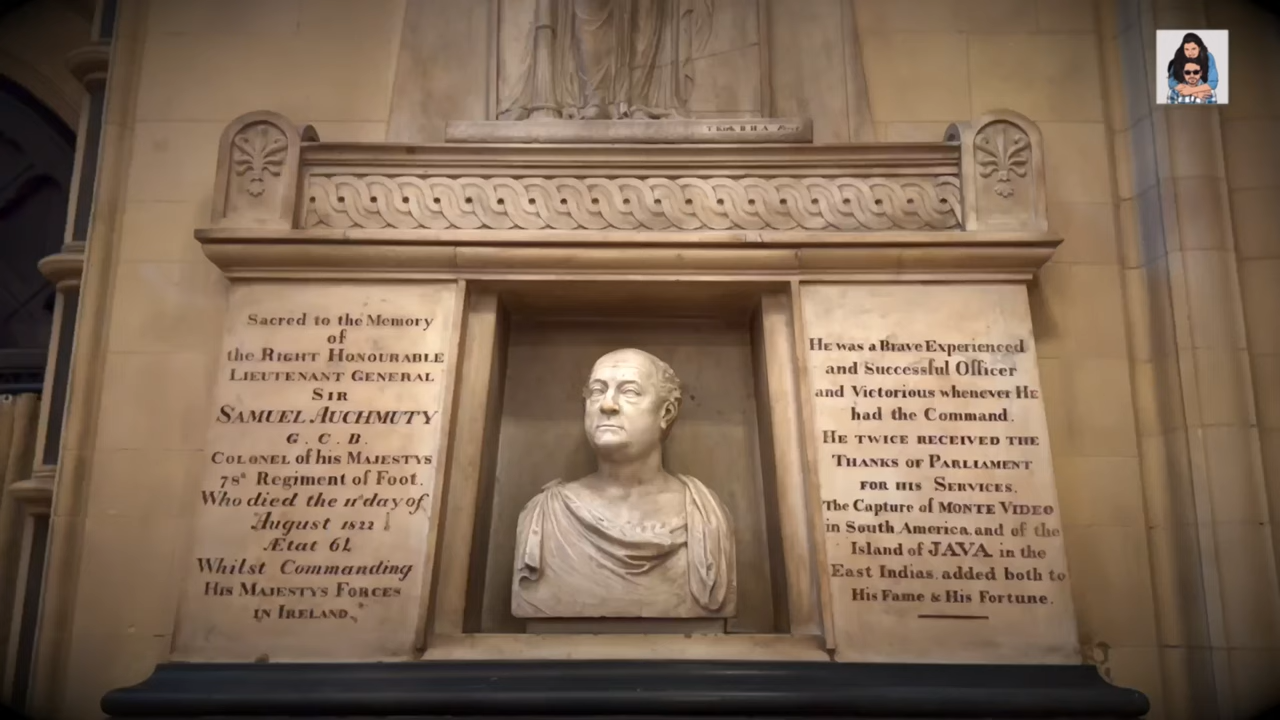 T Kirk R H A
Sacred to the Memory
of
the RIGHT HONOURABLE
LIEUTENANT GENERAL
SIR
SAMUEL AUCHMUTY
G. C. B.
COLONEL of his MAJESTYS
78th Regiment of Foot.
Who died the 11th day of
August 1822
Ætat 64
Whilst Commanding
HIS MAJESTYS FORCES
IN IRELAND.
HE was a Brave Experienced
and Successful Officer
and Victorious whenever HE
had the Command.
HE TWICE RECEIVED THE
THANKS OF PARLIAMENT
FOR HIS SERVICES.
The Capture of MONTE VIDEO
in South America and of the
Island of JAVA in the
East Indias, added both to
His Fame & His Fortune.